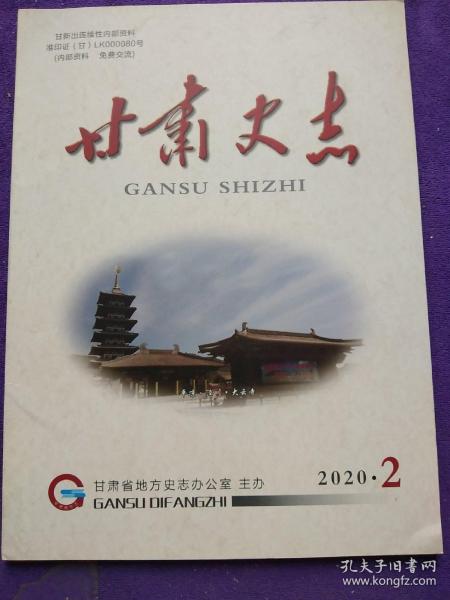 甘新出连续性内部资料
准印证(甘)LK000080号
(内部资料 免费交流)
甘肃史志
GANSU SHIZHI
大云寺
甘肃省地方史志办公室 主办
GANSU DIFANGZHI
2020·2
孔夫子旧书网
www.kongfz.com